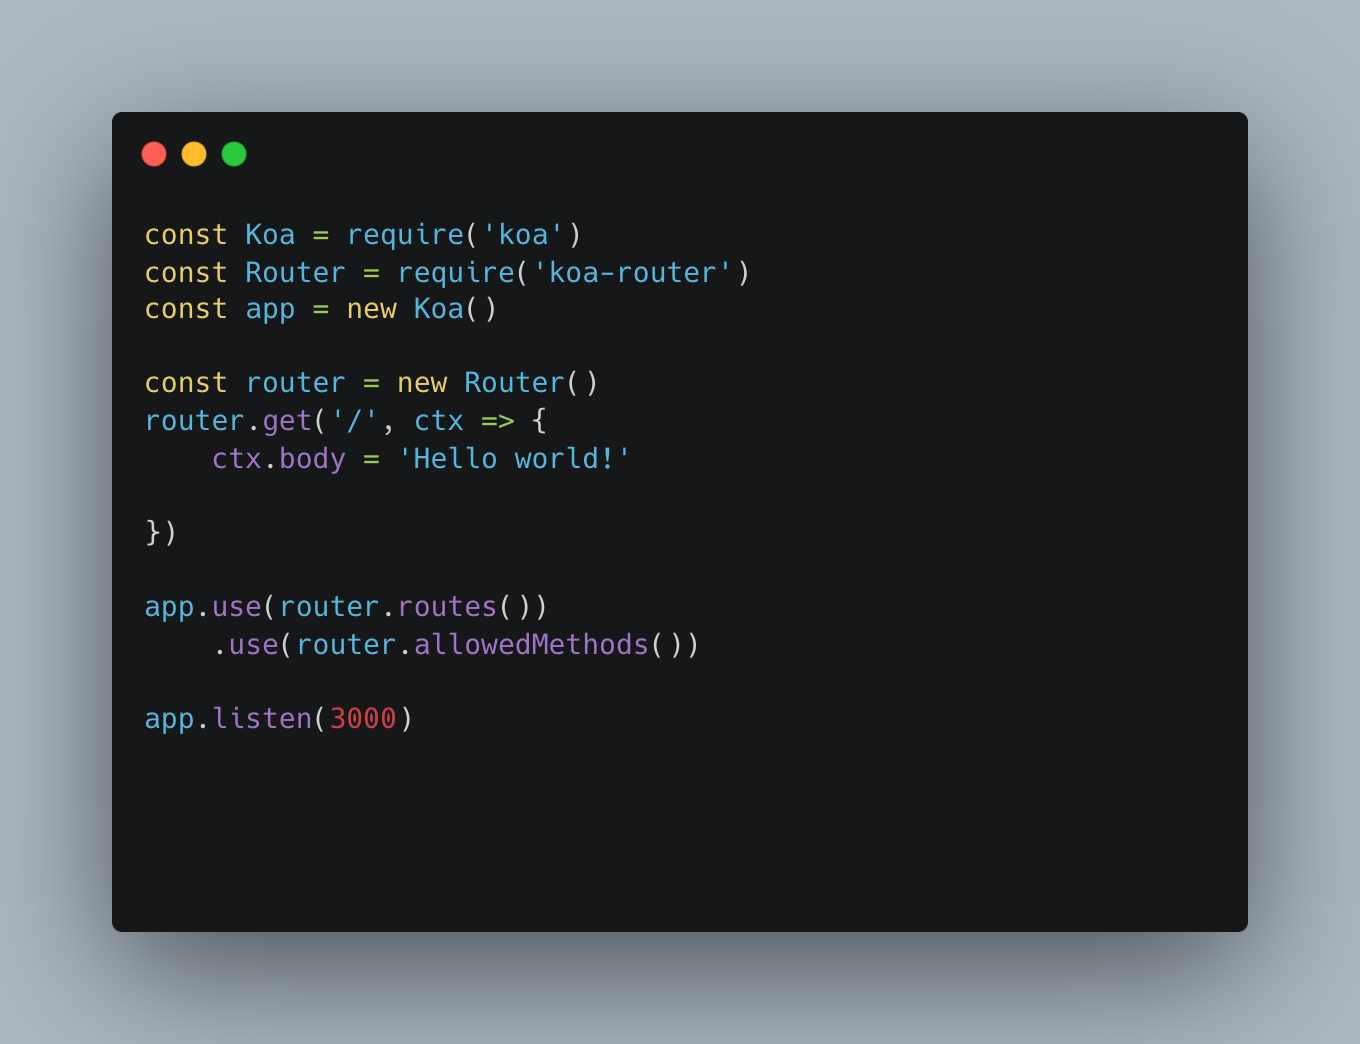 const Koa = require('koa')
const Router = require('koa-router')
const app = new Koa()
const router = new Router()
router.get('/', ctx => {
    ctx.body = 'Hello world!'
})
app.use(router.routes())
    .use(router.allowedMethods())
app.listen(3000)